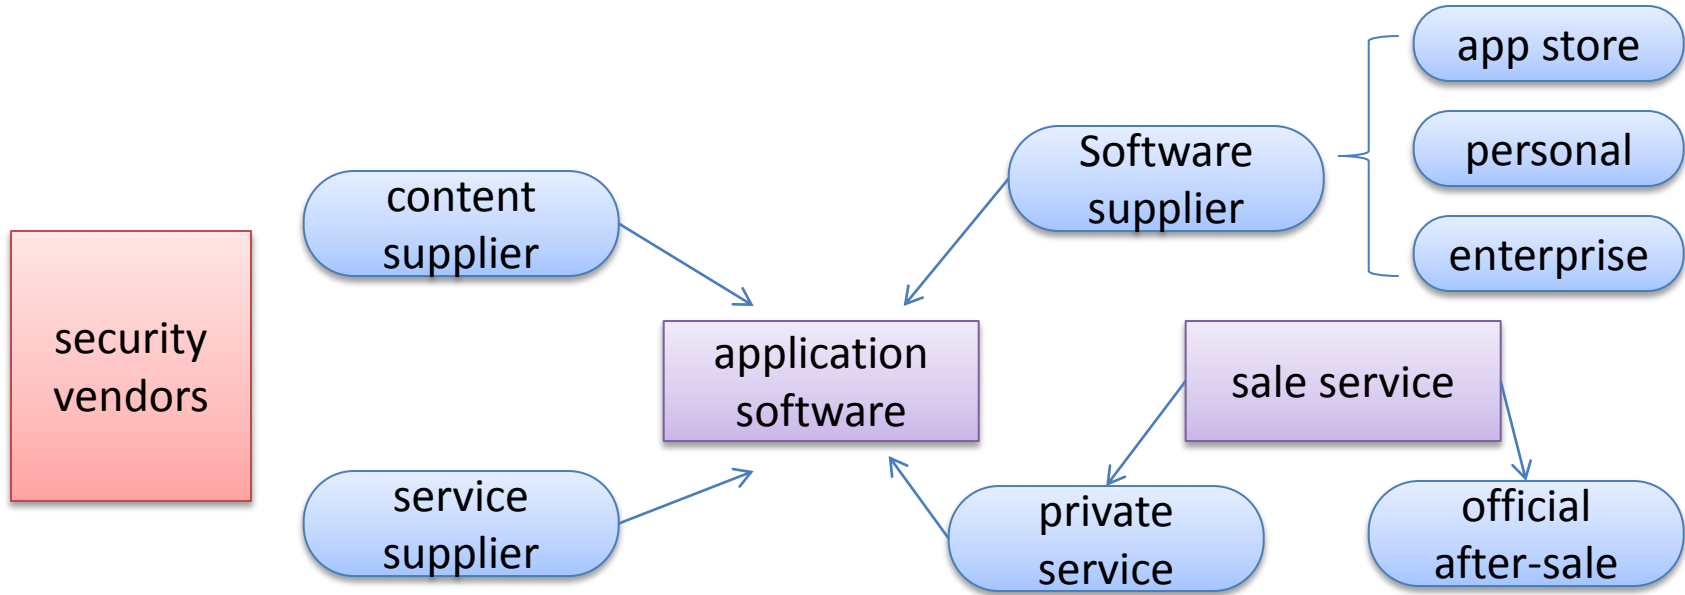 app store
Software
supplier
personal
content
supplier
enterprise
security
vendors
application
software
sale service
service
supplier
private
service
official
after-sale